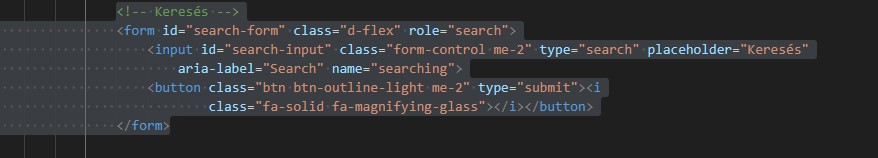 <!-- Keresés -->
<form id="search-form" class="d-flex" role="search">
<input id="search-input" class="form-control me-2" type="search" placeholder="Keresés"
aria-label="Search" name="searching">
<button class="btn btn-outline-light me-2" type="submit"><i
class="fa-solid fa-magnifying-glass"></i></button>
</form>